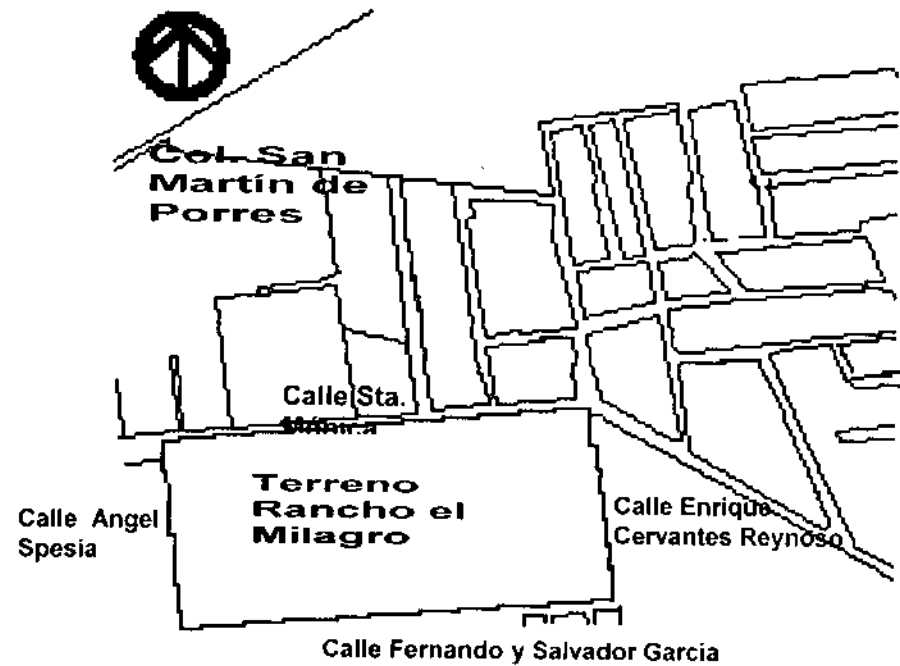 Col. San
Martín de
Porres
Calle Sta.
Terreno
Rancho el
Milagro
Calle Angel
Spesia
Calle Enrique
Cervantes Reynoso
Calle Fernando y Salvador Garcia